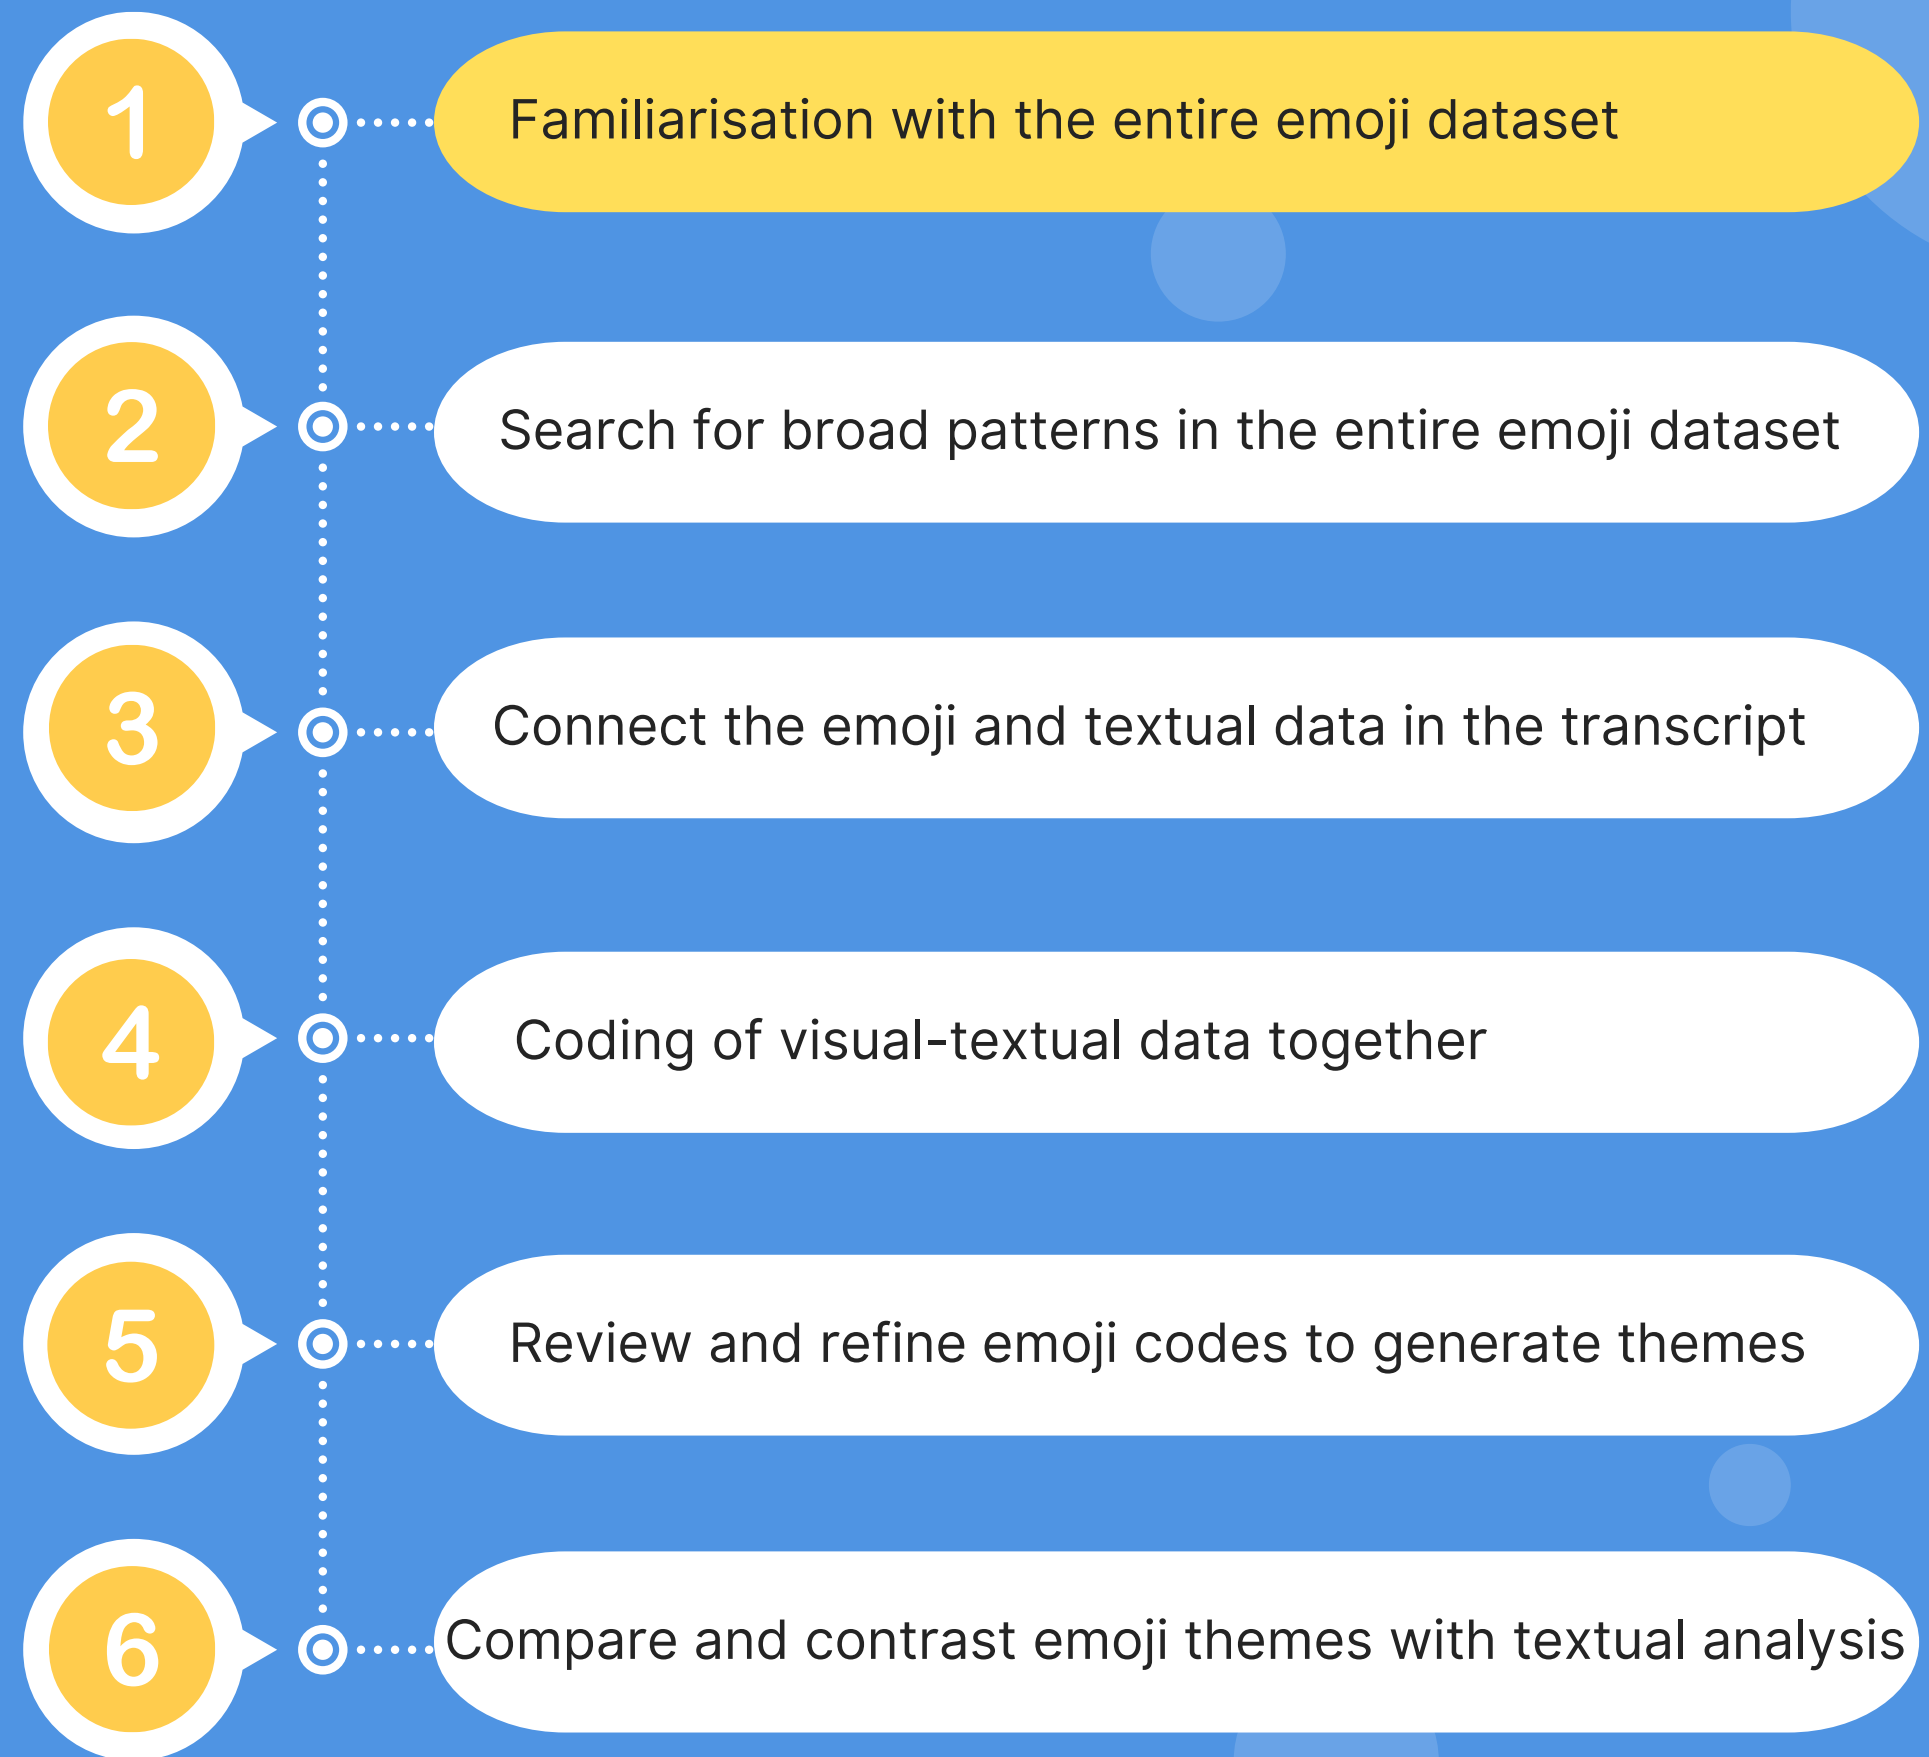 1
Familiarisation with the entire emoji dataset
2
Search for broad patterns in the entire emoji dataset
3
Connect the emoji and textual data in the transcript
4
Coding of visual-textual data together
5
Review and refine emoji codes to generate themes
6
Compare and contrast emoji themes with textual analysis